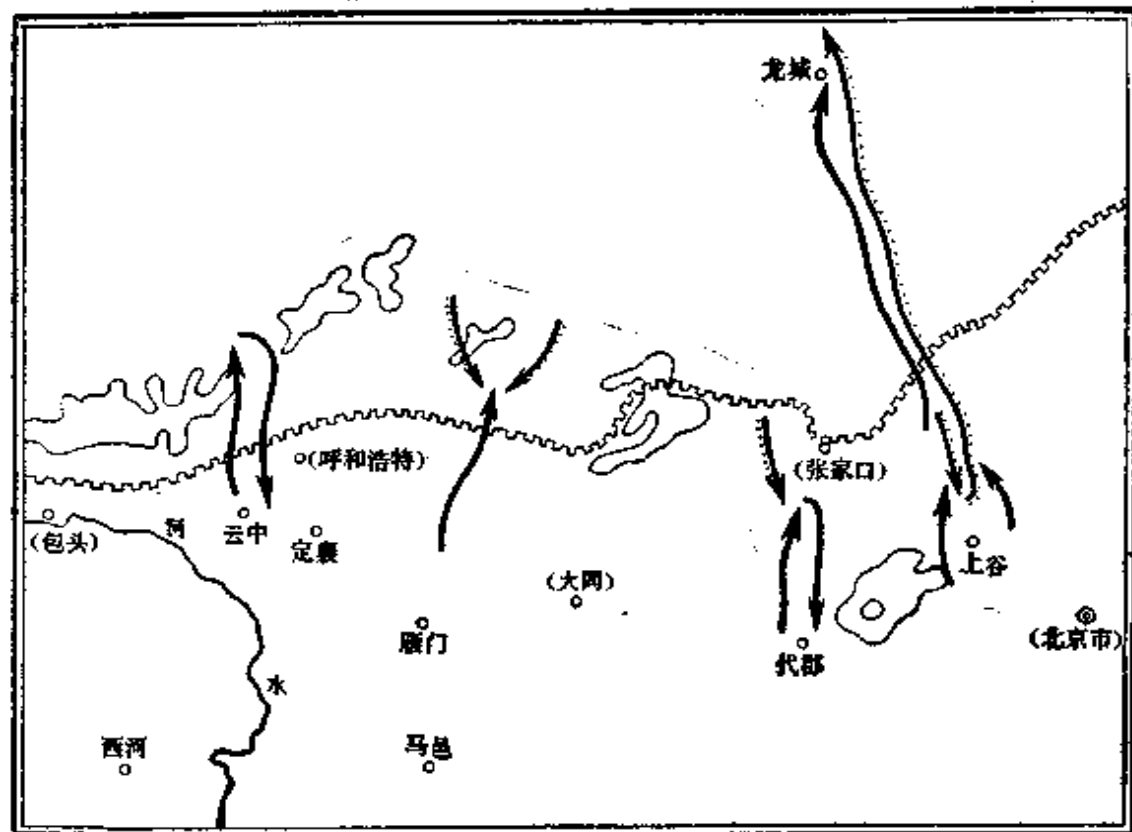 龙城
(呼和浩特)
(张家口)
(包头)
河
云中
定襄
上谷
(大同)
雁门
代郡
(北京市)
水
西河
马邑